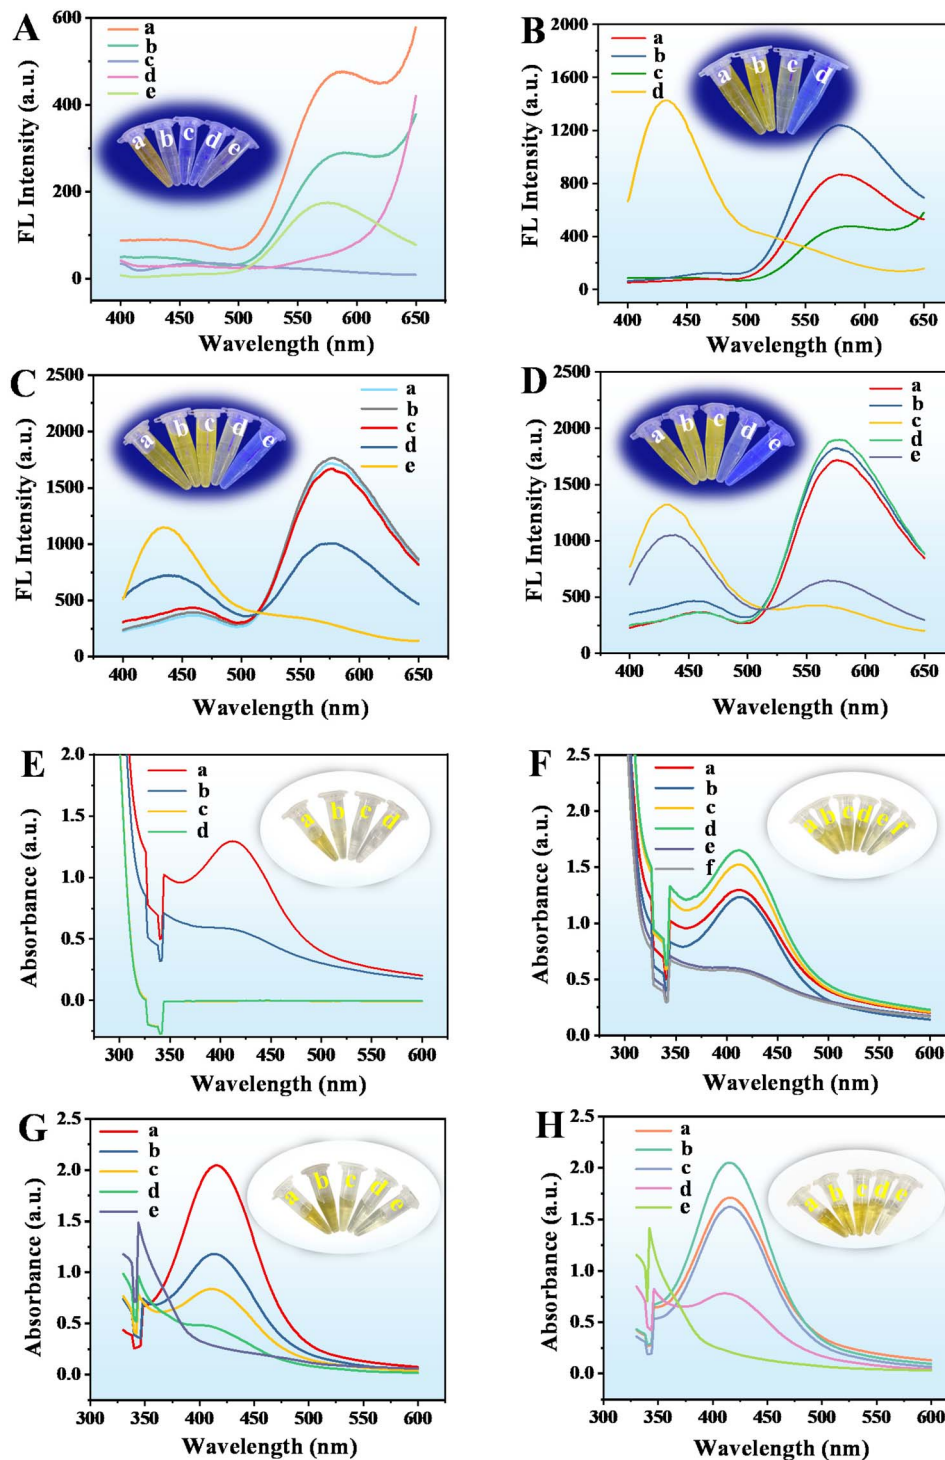 A
FL Intensity (a.u.)
600
400
200
0
a
b
c
d
e
a b c d e
400 450 500 550 600 650
Wavelength (nm)
B
FL Intensity (a.u.)
2000
1600
1200
800
400
0
a
b
c
d
a b c d
400 450 500 550 600 650
Wavelength (nm)
C
FL Intensity (a.u.)
2500
2000
1500
1000
500
0
a
b
c
d
e
a b c d e
400 450 500 550 600 650
Wavelength (nm)
D
FL Intensity (a.u.)
2500
2000
1500
1000
500
0
a
b
c
d
e
a b c d e
400 450 500 550 600 650
Wavelength (nm)
E
Absorbance (a.u.)
2.0
1.5
1.0
0.5
0.0
a
b
c
d
a b c d
300 350 400 450 500 550 600
Wavelength (nm)
F
Absorbance (a.u.)
2.5
2.0
1.5
1.0
0.5
0.0
a
b
c
d
e
f
a b c d e f
300 350 400 450 500 550 600
Wavelength (nm)
G
Absorbance (a.u.)
2.5
2.0
1.5
1.0
0.5
0.0
a
b
c
d
e
a b c d e
300 350 400 450 500 550 600
Wavelength (nm)
H
Absorbance (a.u.)
2.5
2.0
1.5
1.0
0.5
0.0
a
b
c
d
e
a b c d e
300 350 400 450 500 550 600
Wavelength (nm)